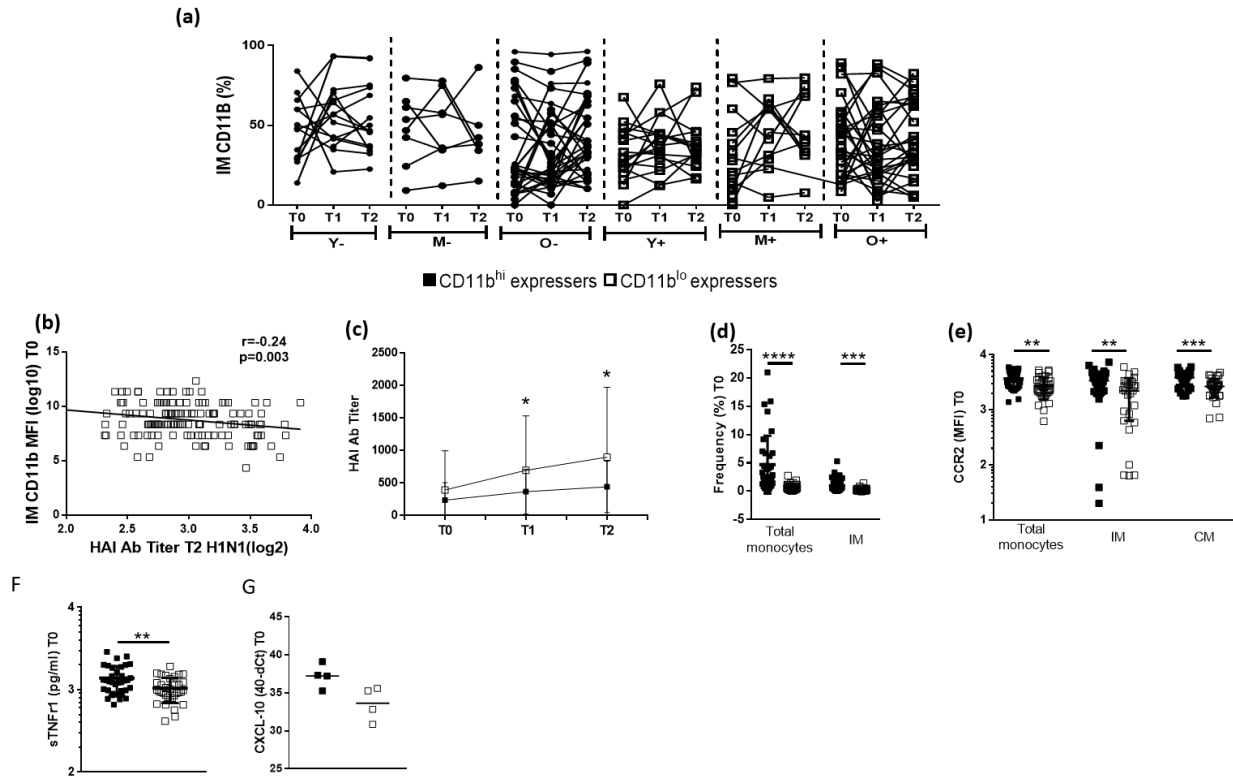 (a)
IM CD11B (%)
100
50
0
T0 T1 T2 T0 T1 T2 T0 T1 T2 T0 T1 T2 T0 T1 T2 T0 T1 T2
Y- M- O- Y+ M+ O+
CD11bhi expressers CD11blo expressers
(b)
IM CD11b MFI (log10) T0
r=-0.24
p=0.003
15
10
5
0
2.0 2.5 3.0 3.5 4.0
HAI Ab Titer T2 H1N1(log2)
(c)
HAI Ab Titer
2500
2000
1500
1000
500
0
* *
T0 T1 T2
(d)
Frequency (%) T0
25
20
15
10
5
0
-5
**** ***
Total
monocytes
IM
(e)
CCR2 (MFI) T0
4
3
2
1
** ** ***
Total
monocytes
IM CM
F
sTNFr1 (pg/ml) T0
4
3
2
**
G
CXCL-10 (40-dCt) T0
45
40
35
30
25